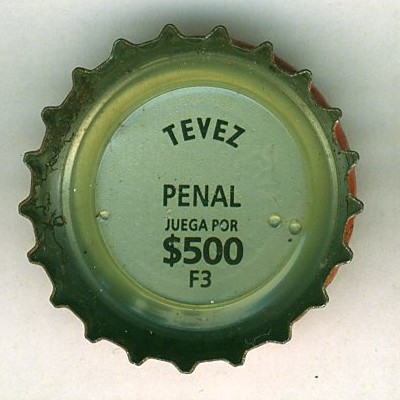 TEVEZ
PENAL
JUEGA POR
$500
F3